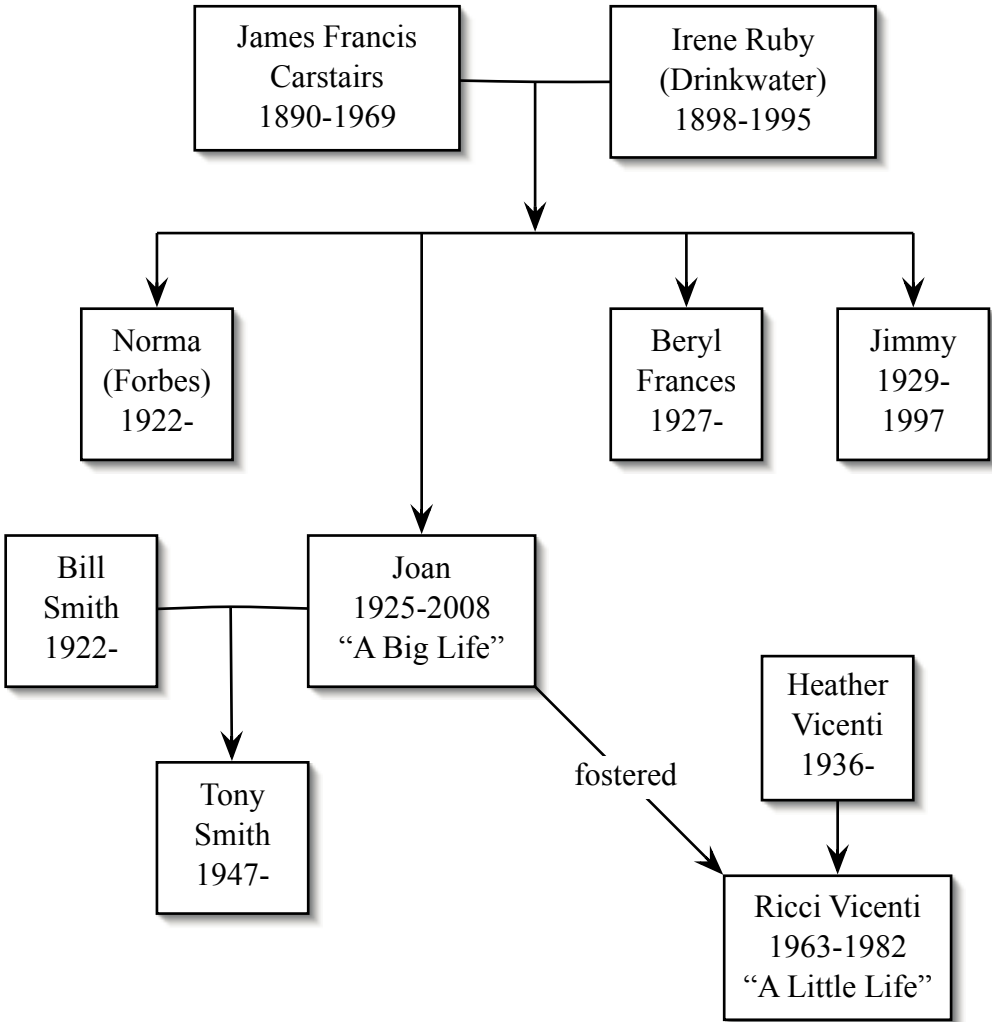 James Francis
Carstairs
1890-1969
Irene Ruby
(Drinkwater)
1898-1995
Norma
(Forbes)
1922-
Beryl
Frances
1927-
Jimmy
1929-
1997
Bill
Smith
1922-
Joan
1925-2008
“A Big Life”
Heather
Vicenti
1936-
fostered
Tony
Smith
1947-
Ricci Vicenti
1963-1982
“A Little Life”